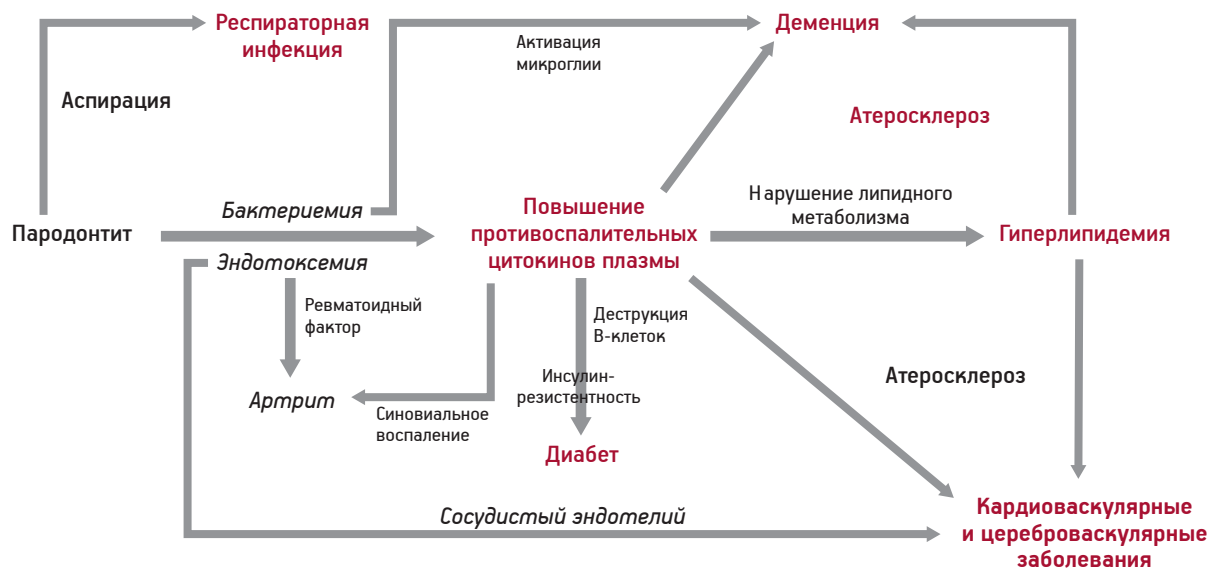 Респираторная
инфекция
Деменция
Активация
микроглии
Аспирация
Атеросклероз
Бактериемия
Повышение
противоспалительных
цитокинов плазмы
Нарушение липидного
метаболизма
Пародонтит
Гиперлипидемия
Эндотоксемия
Ревматоидный
фактор
Деструкция
В-клеток
Инсулин-
резистентность
Атеросклероз
Артрит
Синовиальное
воспаление
Диабет
Сосудистый эндотелий
Кардиоваскулярные
и цереброваскулярные
заболевания